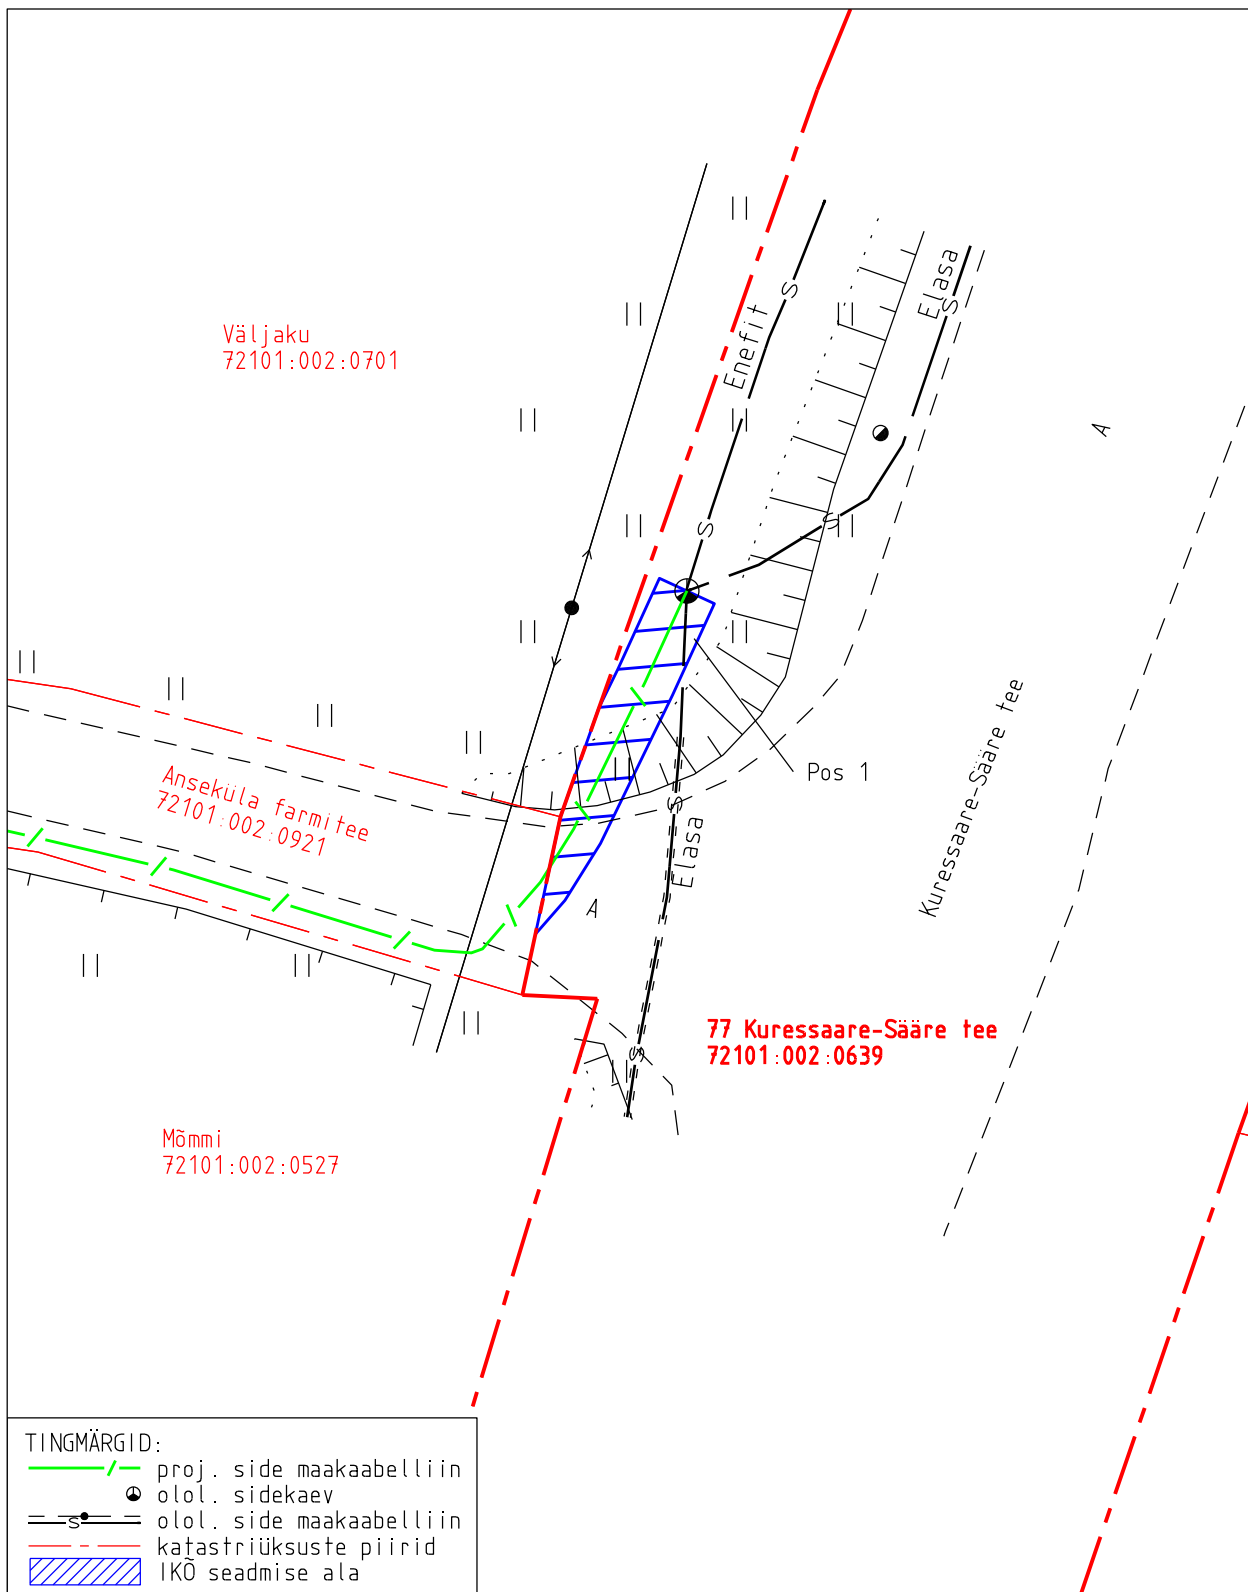 Väljaku
72101:002:0701
Enefit
S
Elasa
S
A
S
S
Anseküla farmitee
72101:002:0921
Pos 1
S
Elasa
A
Kuressaare-Sääre tee
S
77 Kuressaare-Sääre tee
72101:002:0639
Mõmmi
72101:002:0527
TINGMÄRGID:
proj. side maakaabelliin
olol. sidekaev
S
olol. side maakaabelliin
katastriüksuste piirid
IKÕ seadmise ala